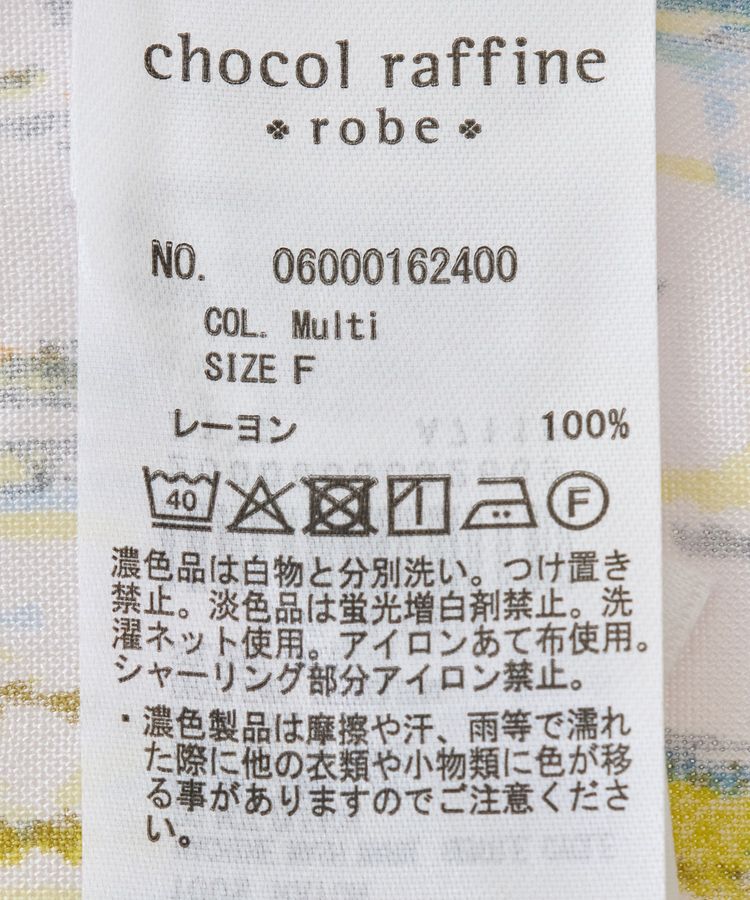 chocol raffine
robe
NO. 06000162400
COL. Multi
SIZE F
レーヨン 100%
40 F
濃色品は白物と分別洗い。つけ置き
禁止。淡色品は蛍光増白剤禁止。洗
濯ネット使用。アイロンあて布使用。
シャーリング部分アイロン禁止。
・濃色製品は摩擦や汗、雨等で濡れ
た際に他の衣類や小物類に色が移
る事がありますのでご注意くださ
い。